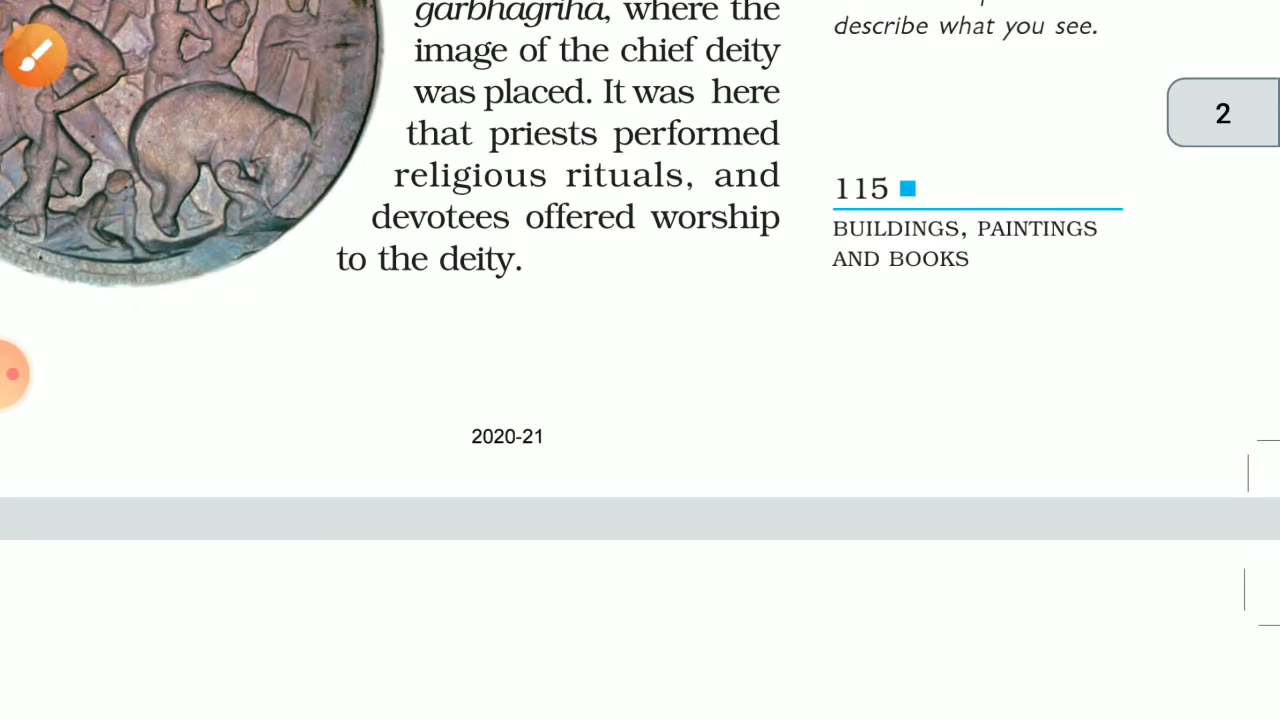 garbhagriha, where the
image of the chief deity
was placed. It was here
that priests performed
religious rituals, and
devotees offered worship
to the deity.
describe what you see.
2
115
BUILDINGS, PAINTINGS
AND BOOKS
2020-21